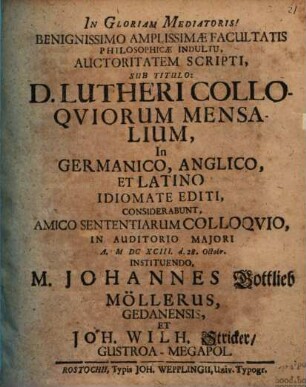 21
IN GLORIAM MEDIATORIS!
BENIGNISSIMO AMPLISSIMÆ FACULTATIS
PHILOSOPHICÆ INDULTU,
AUCTORITATEM SCRIPTI,
SUB TITULO:
D. LUTHERI COLLO-
QVIORUM MENSA-
LIUM,
In
GERMANICO, ANGLICO,
ET LATINO
IDIOMATE EDITI,
CONSIDERABUNT,
AMICO SENTENTIARUM COLLOQVIO,
IN AUDITORIO MAJORI
A. M DC XCIII. d. 28. Octobr.
INSTITUENDO,
M. JOHANNES Gottlieb
MÖLLERUS,
GEDANENSIS,
ET
JOH. WILH. Stricker/
GUSTROA-MEGAPOL.
ROSTOCHII, Typis JOH. WEPPLINGII, Univ. Typogr.